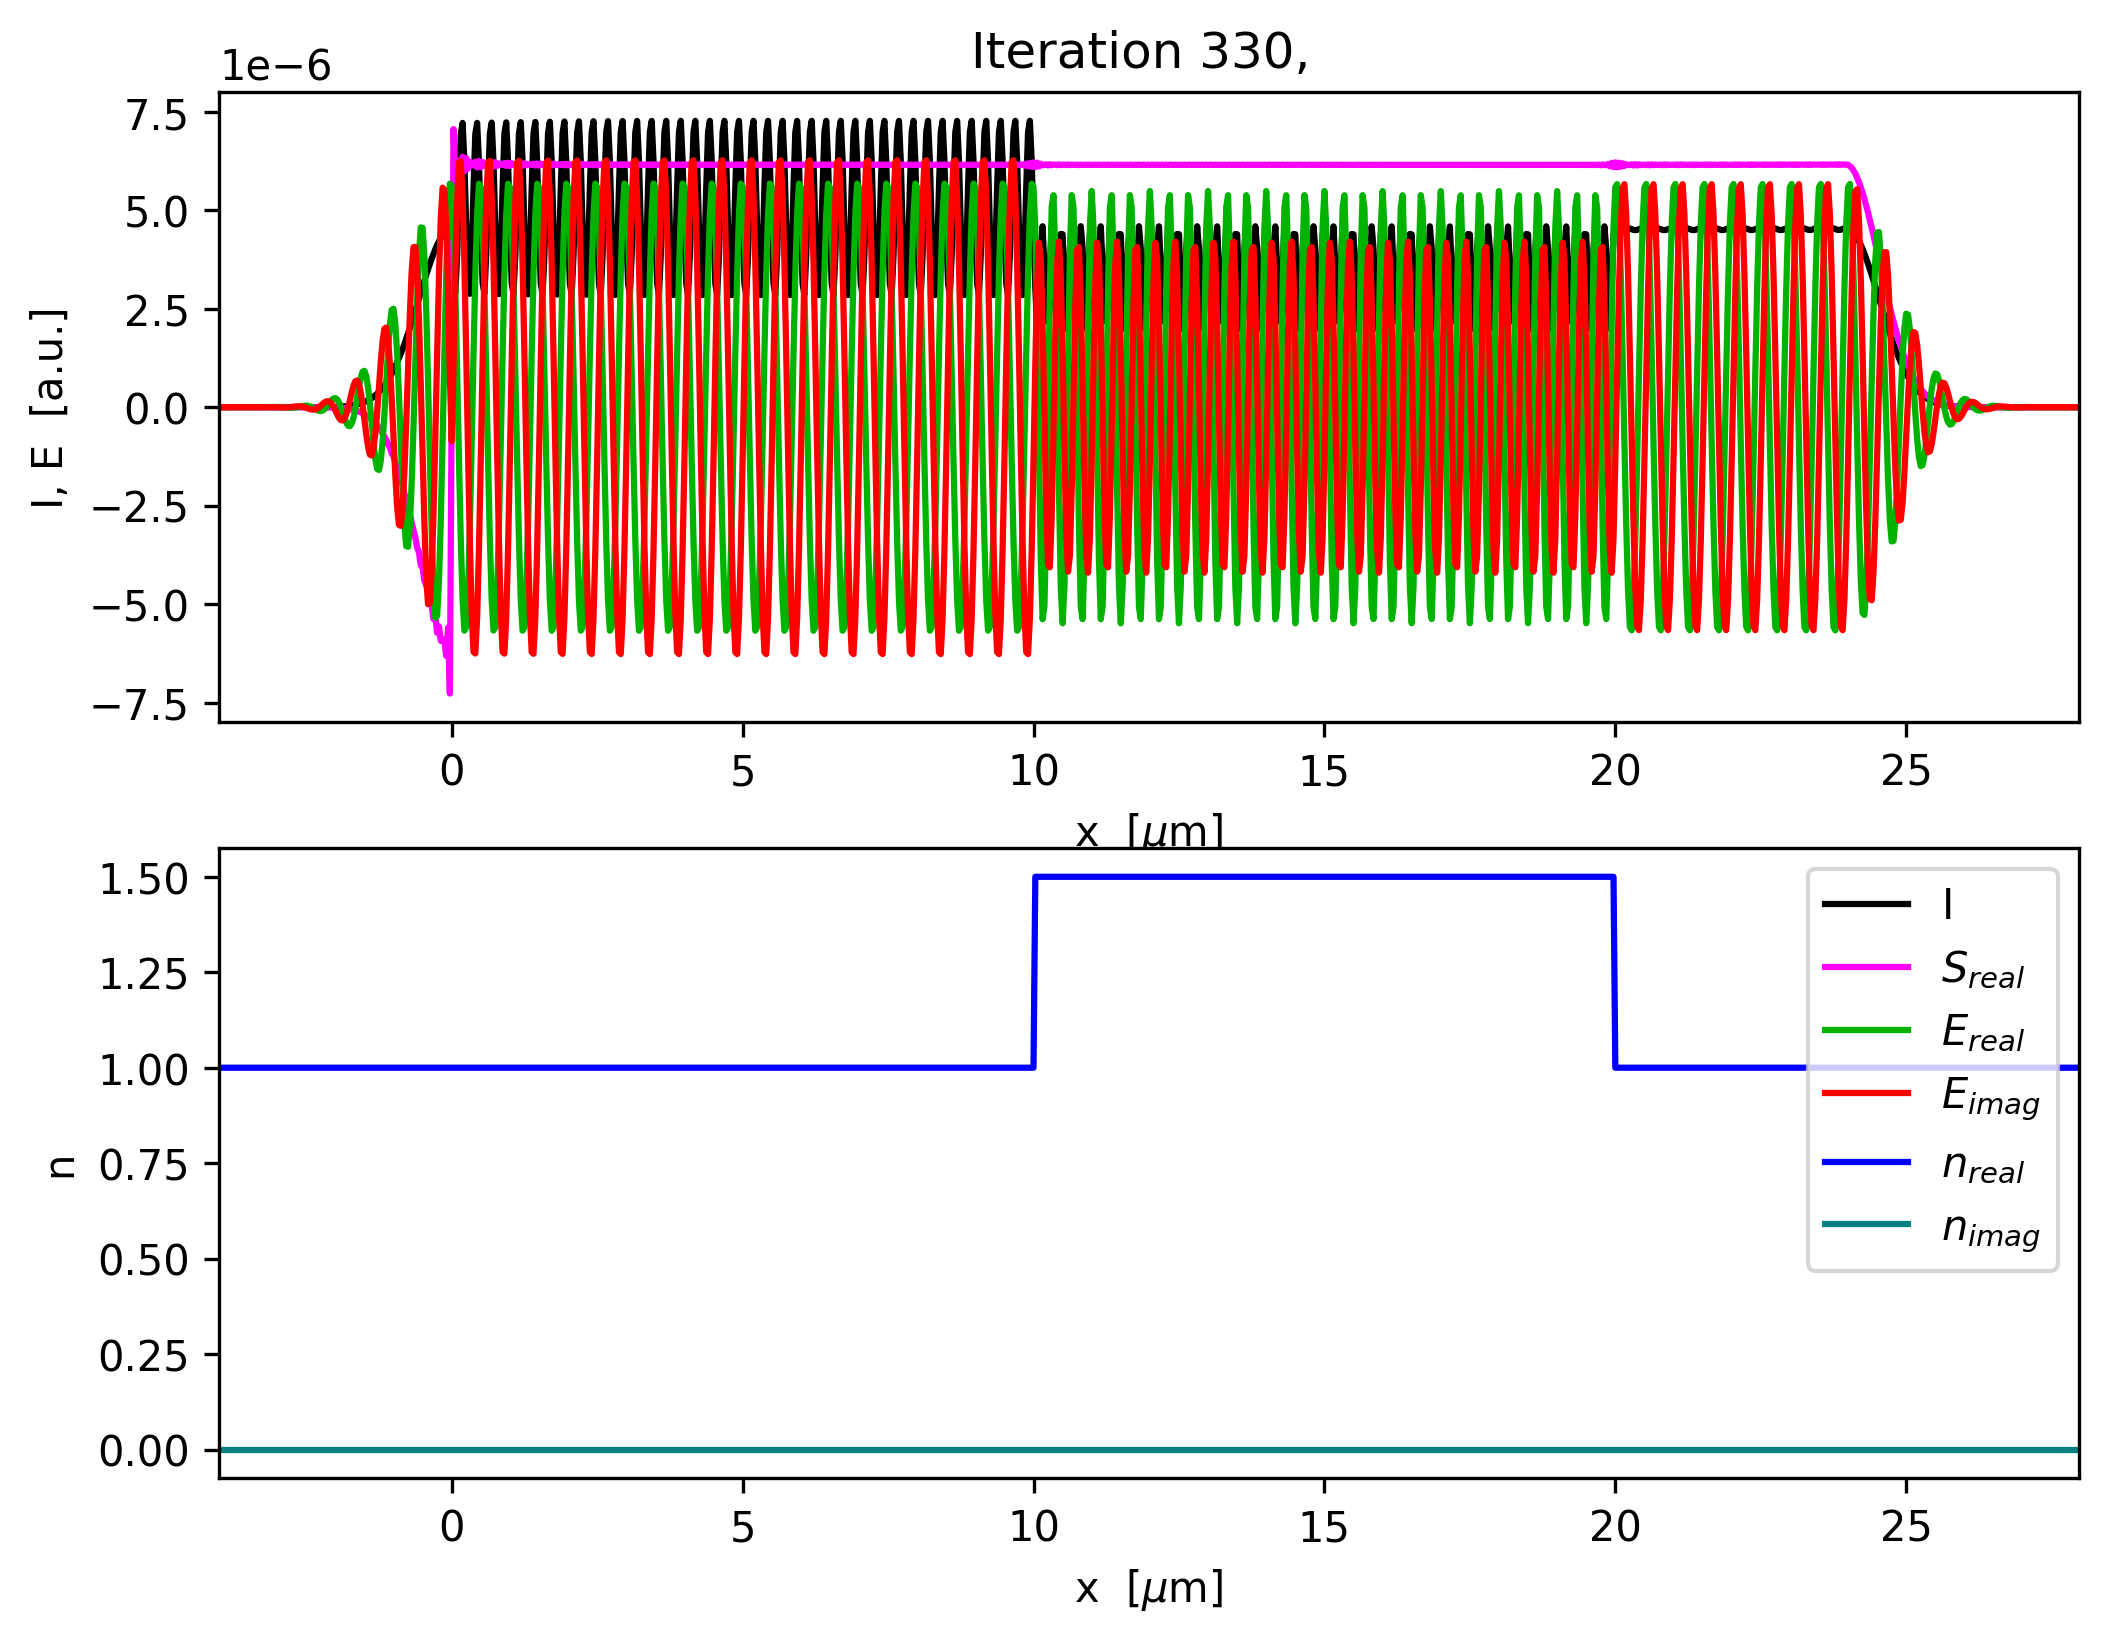 Iteration 330,
1e−6
7.5
5.0
2.5
0.0
−2.5
−5.0
−7.5
I, E [a.u.]
0 5 10 15 20 25
x [μm]
1.50
1.25
1.00
0.75
0.50
0.25
0.00
n
I
S_real
E_real
E_imag
n_real
n_imag
0 5 10 15 20 25
x [μm]